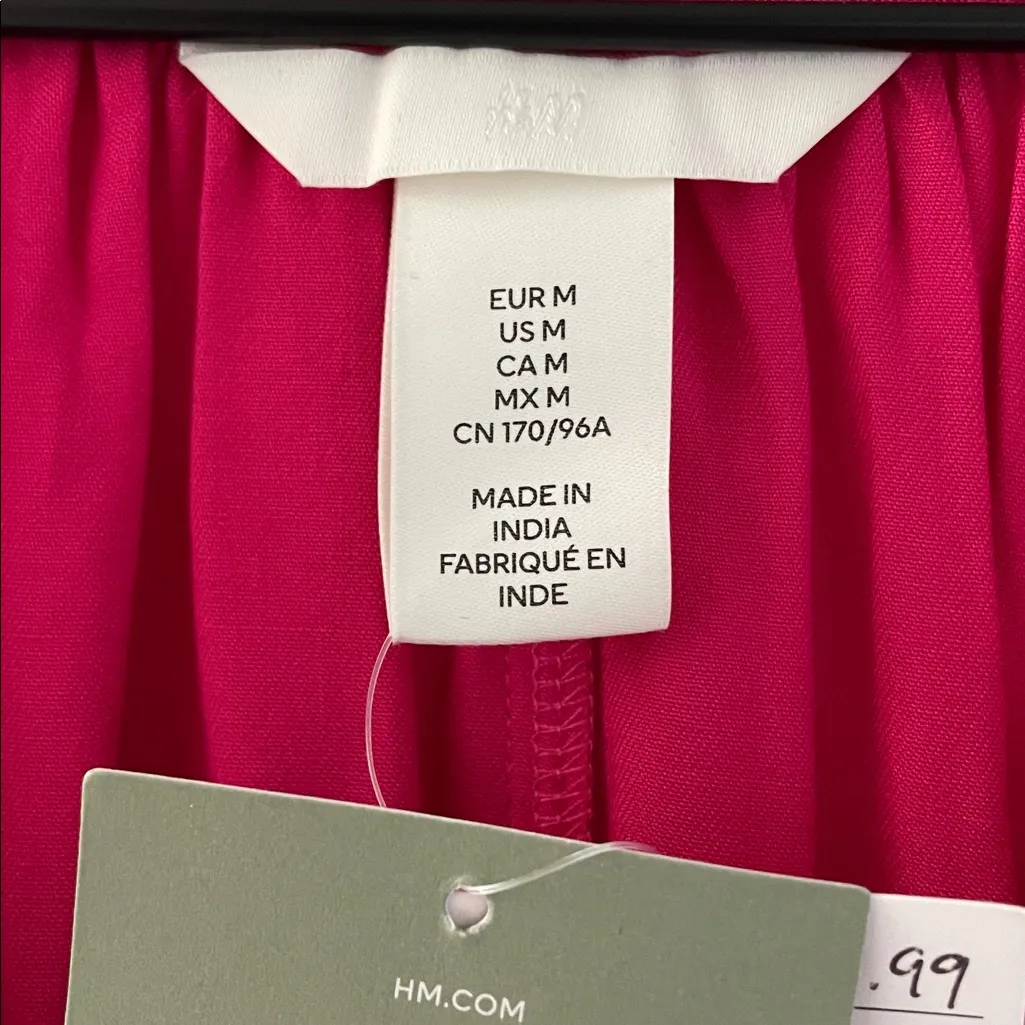 H&M
EUR M
US M
CA M
MX M
CN 170/96A
MADE IN
INDIA
FABRIQUÉ EN
INDE
HM.COM
.99